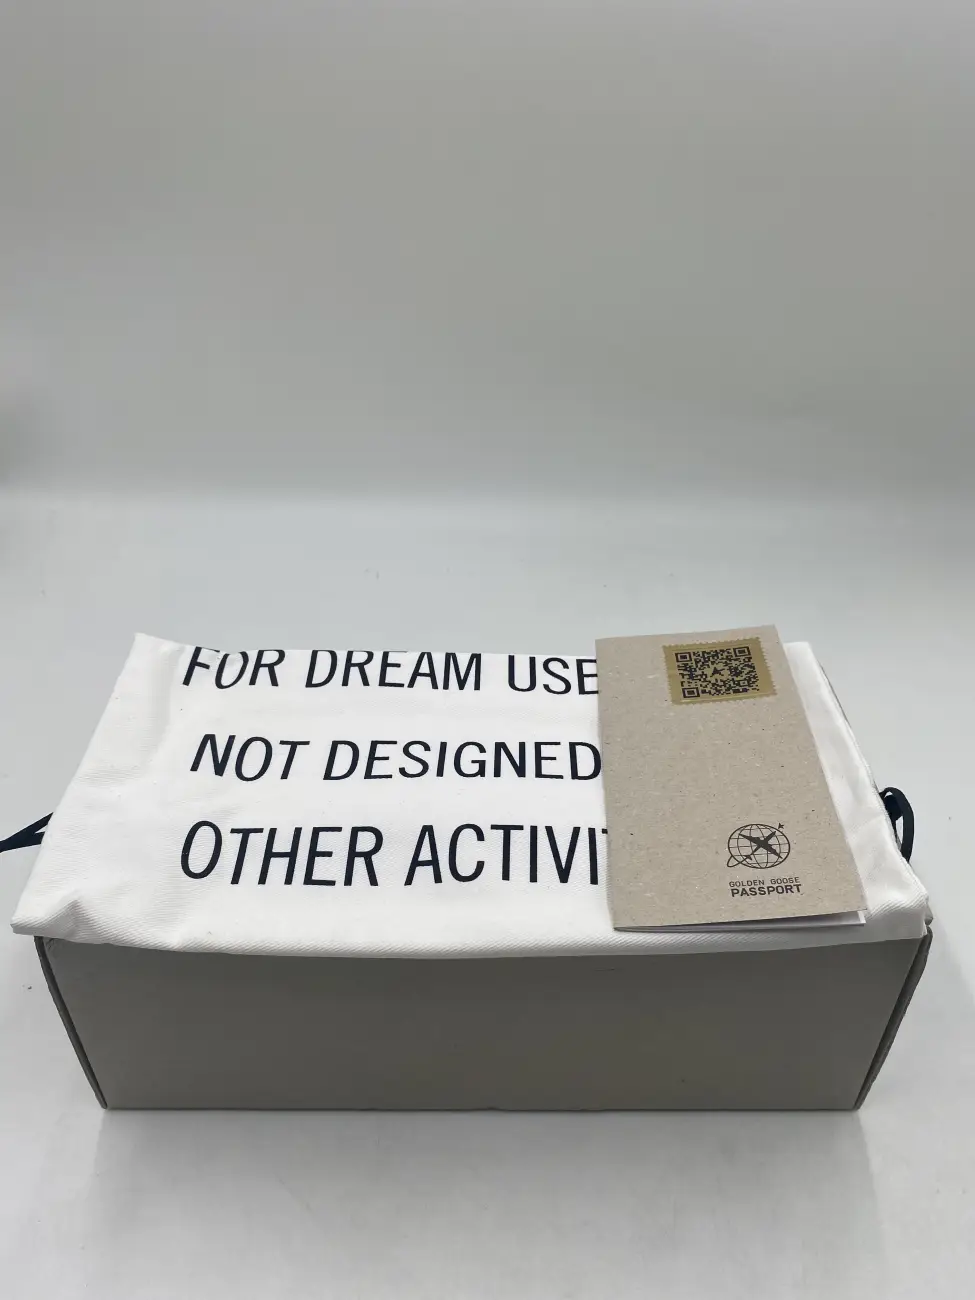 FOR DREAM USE
NOT DESIGNED
OTHER ACTIVIT
GOLDEN GOOSE
PASSPORT